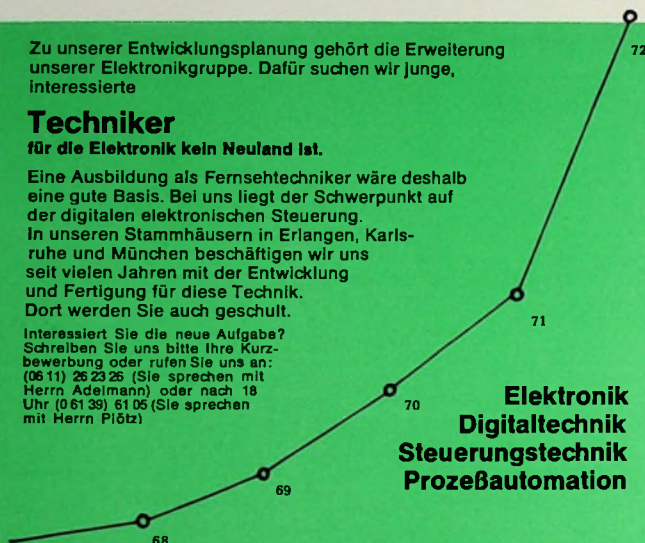 Zu unserer Entwicklungsplanung gehört die Erweiterung
unserer Elektronikgruppe. Dafür suchen wir junge,
interessierte
Techniker
für die Elektronik kein Neuland ist.
Eine Ausbildung als Fernsehtechniker wäre deshalb
eine gute Basis. Bei uns liegt der Schwerpunkt auf
der digitalen elektronischen Steuerung.
In unseren Stammhäusern in Erlangen, Karls-
ruhe und München beschäftigen wir uns
seit vielen Jahren mit der Entwicklung
und Fertigung für diese Technik.
Dort werden Sie auch geschult.
Interessiert Sie die neue Aufgabe?
Schreiben Sie uns bitte Ihre Kurz-
bewerbung oder rufen Sie uns an:
(06 11) 26 23 26 (Sie sprechen mit
Herrn Adelmann) oder nach 18
Uhr (0 61 39) 61 05 (Sie sprechen
mit Herrn Plötz)
72
71
70
69
68
Elektronik
Digitaltechnik
Steuerungstechnik
Prozeßautomation